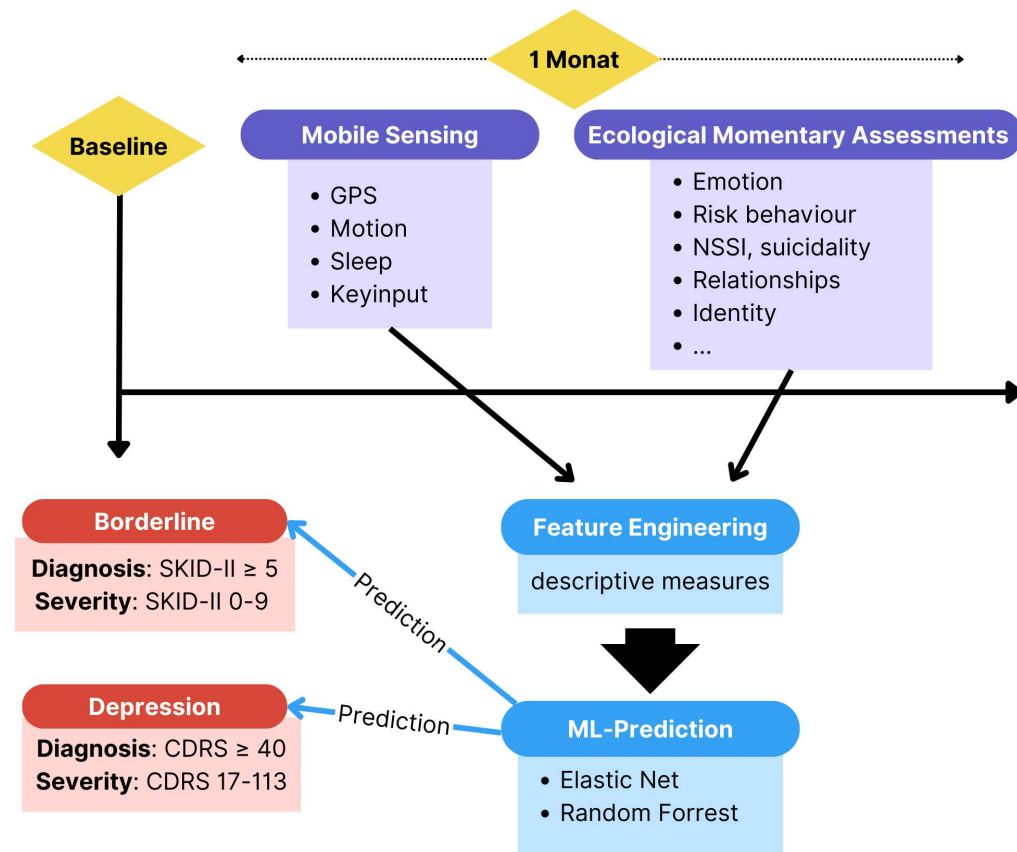 1 Monat
Baseline
Mobile Sensing
• GPS
• Motion
• Sleep
• Keyinput
Ecological Momentary Assessments
• Emotion
• Risk behaviour
• NSSI, suicidality
• Relationships
• Identity
• ...
Borderline
Diagnosis: SKID-II ≥ 5
Severity: SKID-II 0-9
Prediction
Feature Engineering
descriptive measures
Depression
Diagnosis: CDRS ≥ 40
Severity: CDRS 17-113
Prediction
ML-Prediction
• Elastic Net
• Random Forrest